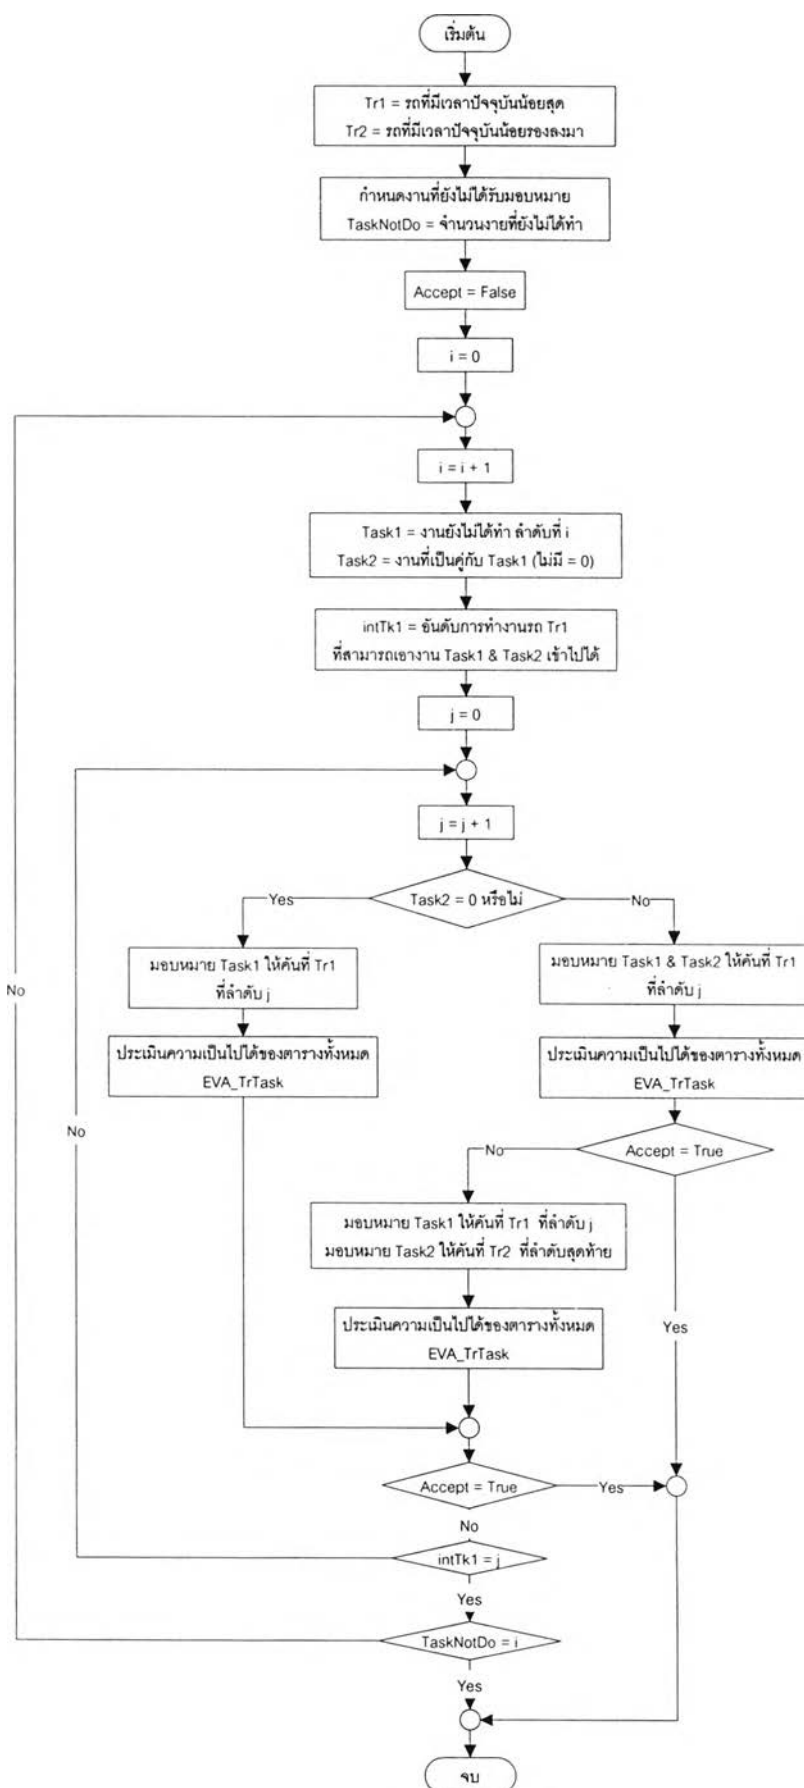 เริ่มต้น
Tr1 = รถที่มีเวลาปัจจุบันน้อยสุด
Tr2 = รถที่มีเวลาปัจจุบันน้อยรองลงมา
กำหนดงานที่ยังไม่ได้รับมอบหมาย
TaskNotDo = จำนวนงายที่ยังไม่ได้ทำ
Accept = False
i = 0
i = i + 1
Task1 = งานยังไม่ได้ทำ ลำดับที่ i
Task2 = งานที่เป็นคู่กับ Task1 (ไม่มี = 0)
intTk1 = อันดับการทำงานรถ Tr1
ที่สามารถเอางาน Task1 & Task2 เข้าไปได้
j = 0
j = j + 1
Task2 = 0 หรือไม่
Yes
No
มอบหมาย Task1 ให้คันที่ Tr1
ที่ลำดับ j
มอบหมาย Task1 & Task2 ให้คันที่ Tr1
ที่ลำดับ j
No
ประเมินความเป็นไปได้ของตารางทั้งหมด
EVA_TrTask
ประเมินความเป็นไปได้ของตารางทั้งหมด
EVA_TrTask
No
Accept = True
No
มอบหมาย Task1 ให้คันที่ Tr1 ที่ลำดับ j
มอบหมาย Task2 ให้คันที่ Tr2 ที่ลำดับสุดท้าย
ประเมินความเป็นไปได้ของตารางทั้งหมด
EVA_TrTask
Yes
Accept = True
Yes
No
intTk1 = j
Yes
TaskNotDo = i
Yes
จบ